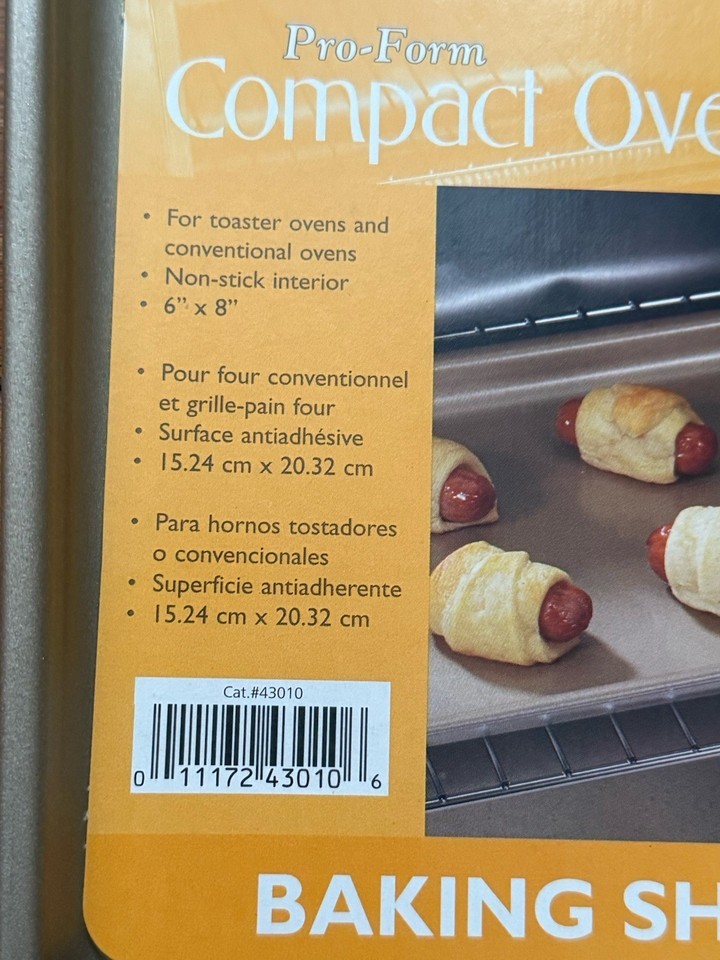 Pro-Form
Compact
• For toaster ovens and
conventional ovens
• Non-stick interior
• 6” x 8”
• Pour four conventionnel
et grille-pain four
• Surface antiadhésive
• 15.24 cm x 20.32 cm
• Para hornos tostadores
o convencionales
• Superficie antiadherente
• 15.24 cm x 20.32 cm
Cat.#43010
0 11172 43010 6
BAKING